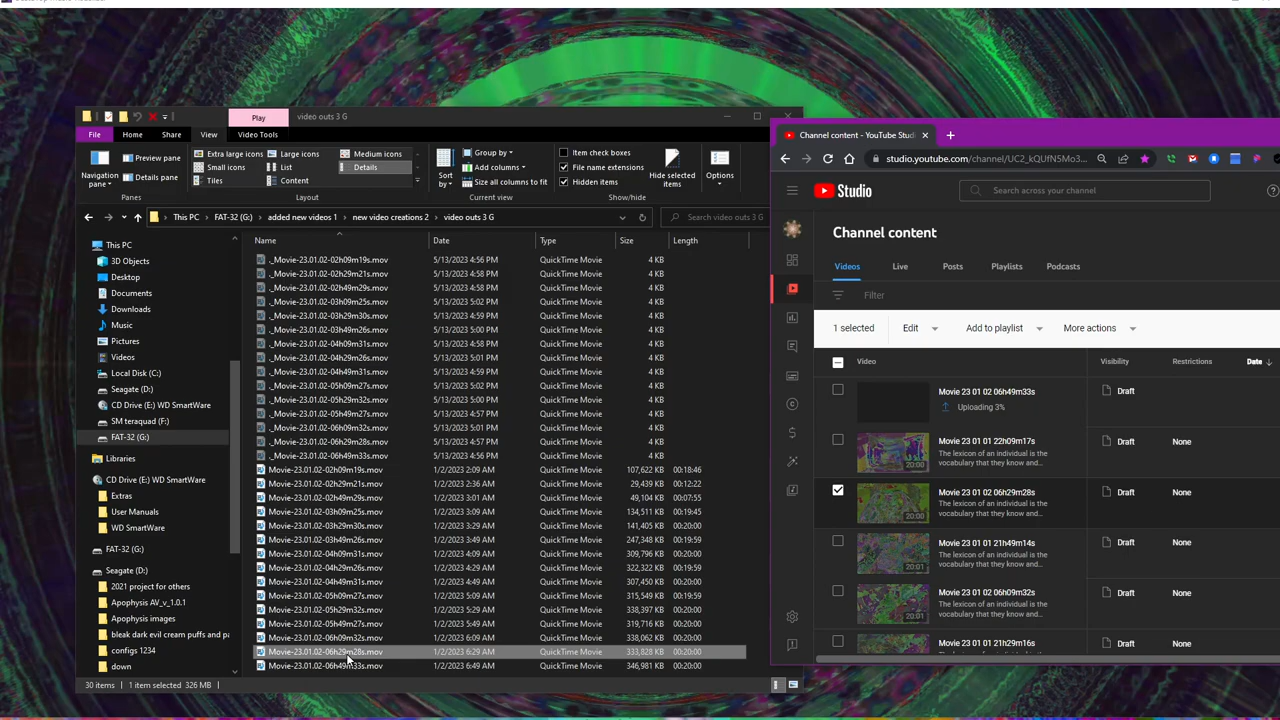 Play
video outs 3 G
File
Home
Share
View
Video Tools
Navigation pane
Preview pane
Details pane
Panes
Extra large icons
Large icons
Medium icons
Small icons
List
Details
Tiles
Content
Layout
Sort by
Group by
Add columns
Size all columns to fit
Current view
Item check boxes
File name extensions
Hidden items
Hide selected items
Show/hide
Options
This PC
FAT-32 (G:)
added new videos 1
new video creations 2
video outs 3 G
Search video outs 3 G
This PC
3D Objects
Desktop
Documents
Downloads
Music
Pictures
Videos
Local Disk (C:)
Seagate (D:)
CD Drive (E:) WD SmartWare
SM teraquad (F:)
FAT-32 (G:)
Libraries
CD Drive (E:) WD SmartWare
Extras
User Manuals
WD SmartWare
FAT-32 (G:)
Seagate (D:)
2021 project for others
Apophysis AV_v_1.0.1
Apophysis images
bleak dark evil cream puffs and pa
configs 1234
down
Name Date Type Size Length
._Movie-23.01.02-02h09m19s.mov 5/13/2023 4:56 PM QuickTime Movie 4 KB
._Movie-23.01.02-02h29m21s.mov 5/13/2023 4:58 PM QuickTime Movie 4 KB
._Movie-23.01.02-02h49m29s.mov 5/13/2023 4:58 PM QuickTime Movie 4 KB
._Movie-23.01.02-03h09m25s.mov 5/13/2023 5:02 PM QuickTime Movie 4 KB
._Movie-23.01.02-03h29m30s.mov 5/13/2023 4:59 PM QuickTime Movie 4 KB
._Movie-23.01.02-03h49m26s.mov 5/13/2023 5:00 PM QuickTime Movie 4 KB
._Movie-23.01.02-04h09m31s.mov 5/13/2023 4:58 PM QuickTime Movie 4 KB
._Movie-23.01.02-04h29m26s.mov 5/13/2023 5:01 PM QuickTime Movie 4 KB
._Movie-23.01.02-04h49m31s.mov 5/13/2023 4:59 PM QuickTime Movie 4 KB
._Movie-23.01.02-05h09m27s.mov 5/13/2023 5:02 PM QuickTime Movie 4 KB
._Movie-23.01.02-05h29m32s.mov 5/13/2023 5:00 PM QuickTime Movie 4 KB
._Movie-23.01.02-05h49m27s.mov 5/13/2023 4:57 PM QuickTime Movie 4 KB
._Movie-23.01.02-06h09m32s.mov 5/13/2023 5:01 PM QuickTime Movie 4 KB
._Movie-23.01.02-06h29m28s.mov 5/13/2023 4:57 PM QuickTime Movie 4 KB
._Movie-23.01.02-06h49m33s.mov 5/13/2023 4:56 PM QuickTime Movie 4 KB
Movie-23.01.02-02h09m19s.mov 1/2/2023 2:09 AM QuickTime Movie 107,622 KB 00:18:46
Movie-23.01.02-02h29m21s.mov 1/2/2023 2:36 AM QuickTime Movie 29,439 KB 00:12:22
Movie-23.01.02-02h49m29s.mov 1/2/2023 3:01 AM QuickTime Movie 49,104 KB 00:07:55
Movie-23.01.02-03h09m25s.mov 1/2/2023 3:09 AM QuickTime Movie 134,511 KB 00:19:45
Movie-23.01.02-03h29m30s.mov 1/2/2023 3:29 AM QuickTime Movie 141,405 KB 00:20:00
Movie-23.01.02-03h49m26s.mov 1/2/2023 3:49 AM QuickTime Movie 247,348 KB 00:19:59
Movie-23.01.02-04h09m31s.mov 1/2/2023 4:09 AM QuickTime Movie 309,796 KB 00:20:00
Movie-23.01.02-04h29m26s.mov 1/2/2023 4:29 AM QuickTime Movie 322,322 KB 00:19:59
Movie-23.01.02-04h49m31s.mov 1/2/2023 4:49 AM QuickTime Movie 307,450 KB 00:20:00
Movie-23.01.02-05h09m27s.mov 1/2/2023 5:09 AM QuickTime Movie 315,549 KB 00:19:59
Movie-23.01.02-05h29m32s.mov 1/2/2023 5:29 AM QuickTime Movie 338,397 KB 00:20:00
Movie-23.01.02-05h49m27s.mov 1/2/2023 5:49 AM QuickTime Movie 319,716 KB 00:20:00
Movie-23.01.02-06h09m32s.mov 1/2/2023 6:09 AM QuickTime Movie 338,062 KB 00:20:00
Movie-23.01.02-06h29m28s.mov 1/2/2023 6:29 AM QuickTime Movie 333,828 KB 00:20:00
Movie-23.01.02-06h49m33s.mov 1/2/2023 6:49 AM QuickTime Movie 346,981 KB 00:20:00
30 items 1 item selected 326 MB
Channel content - YouTube Studi
studio.youtube.com/channel/UC2_kQUfN5Mo3...
Studio
Search across your channel
Channel content
Videos
Live
Posts
Playlists
Podcasts
Filter
1 selected
Edit
Add to playlist
More actions
Video Visibility Restrictions Date
Movie 23 01 02 06h49m33s Draft
Uploading 3%
Movie 23 01 01 22h09m17s Draft None
The lexicon of an individual is the
vocabulary that they know and...
20:00
Movie 23 01 02 06h29m28s Draft None
The lexicon of an individual is the
vocabulary that they know and...
20:00
Movie 23 01 01 21h49m14s Draft None
The lexicon of an individual is the
vocabulary that they know and...
20:01
Movie 23 01 02 06h09m32s Draft None
The lexicon of an individual is the
vocabulary that they know and...
20:00
Movie 23 01 01 21h29m16s Draft None
The lexicon of an individual is the